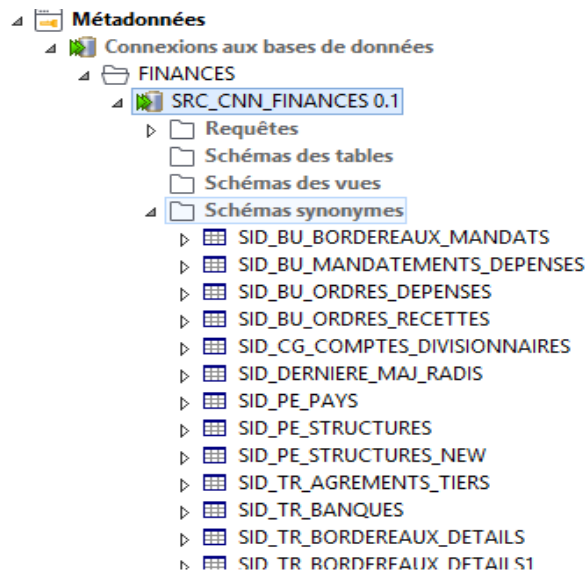 Métadonnées
Connexions aux bases de données
FINANCES
SRC_CNN_FINANCES 0.1
Requêtes
Schémas des tables
Schémas des vues
Schémas synonymes
SID_BU_BORDEREAUX_MANDATS
SID_BU_MANDATEMENTS_DEPENSES
SID_BU_ORDRES_DEPENSES
SID_BU_ORDRES_RECETTES
SID_CG_COMPTES_DIVISIONNAIRES
SID_DERNIERE_MAJ_RADIS
SID_PE_PAYS
SID_PE_STRUCTURES
SID_PE_STRUCTURES_NEW
SID_TR_AGREMENTS_TIERS
SID_TR_BANQUES
SID_TR_BORDEREAUX_DETAILS
SID_TR_BORDEREAUX_DETAILS1